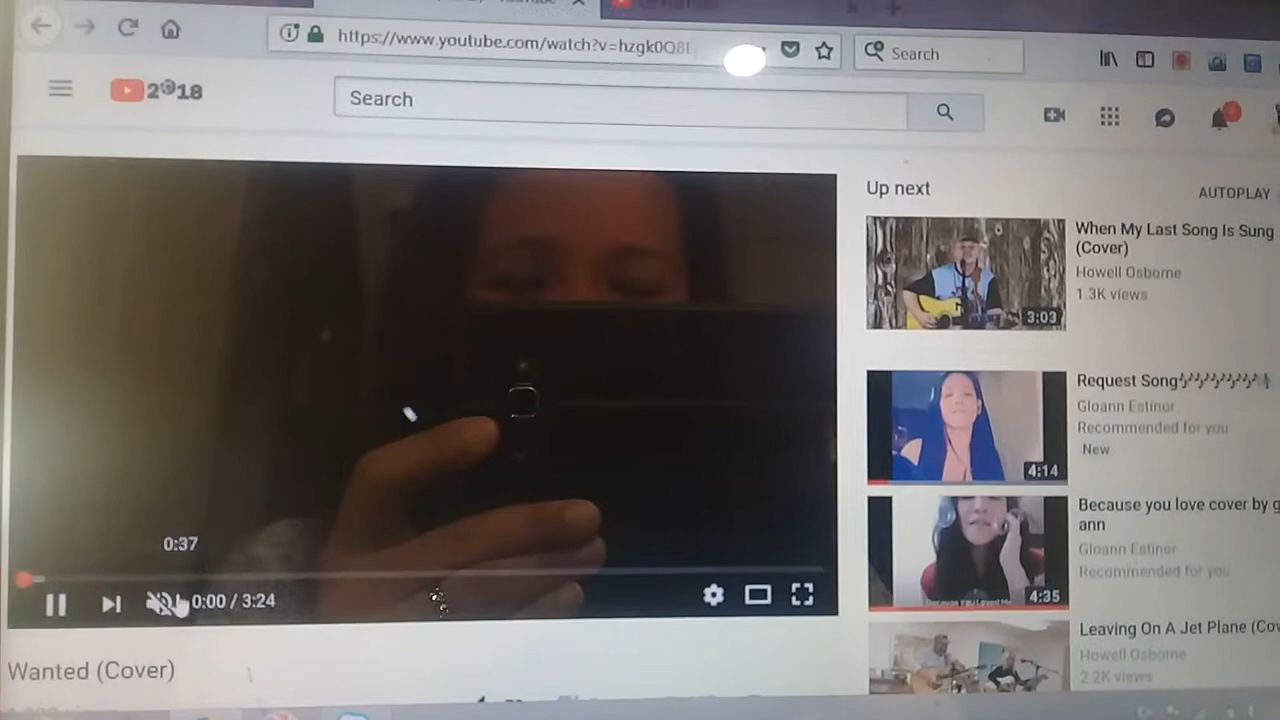 https://www.youtube.com/watch?v=hzgk0Q8
Search
2018
Search
Up next
AUTOPLAY
When My Last Song Is Sung
(Cover)
Howell Osborne
1.3K views
3:03
Request Song
Gloann Estinor
Recommended for you
New
4:14
Because you love cover by g
ann
Gloann Estinor
Recommended for you
4:35
Leaving On A Jet Plane (Cov
Howell Osborne
2.2K views
0:37
0:00 / 3:24
Wanted (Cover)